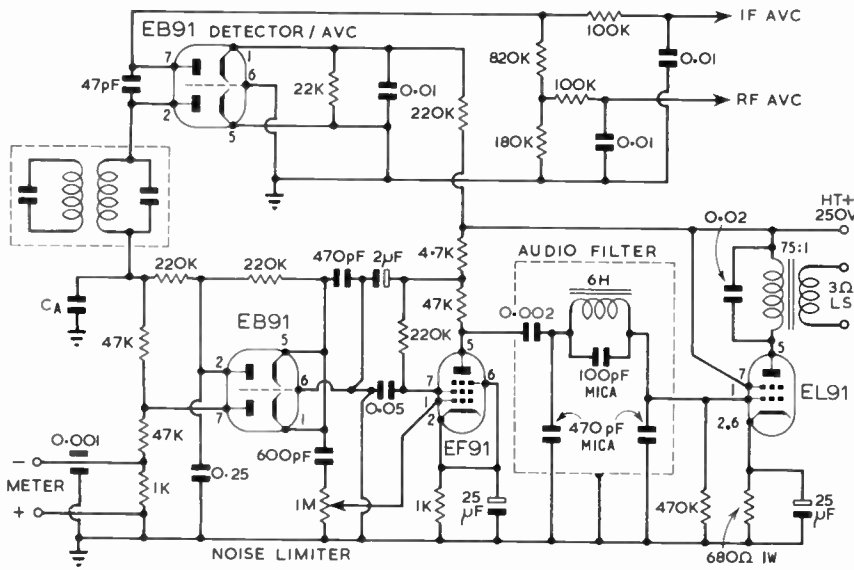 EB91 DETECTOR / AVC
100K
IF AVC
7
1
6
2
5
47pF
22K
0.01
220K
820K
0.01
100K
RF AVC
180K
0.01
HT+
250V
0.02
75:1
3Ω
LS
470pF
2µF
4.7K
AUDIO FILTER
6H
220K
220K
CA
47K
0.002
EB91
220K
47K
5
2
6
7
1
0.05
5
7
6
1
2
EF91
100pF
MICA
470pF
MICA
5
7
1
2.6
EL91
0.001
47K
600pF
0.25
−
METER
+
1K
1M
1K
25
µF
470K
25
µF
680Ω 1W
NOISE LIMITER